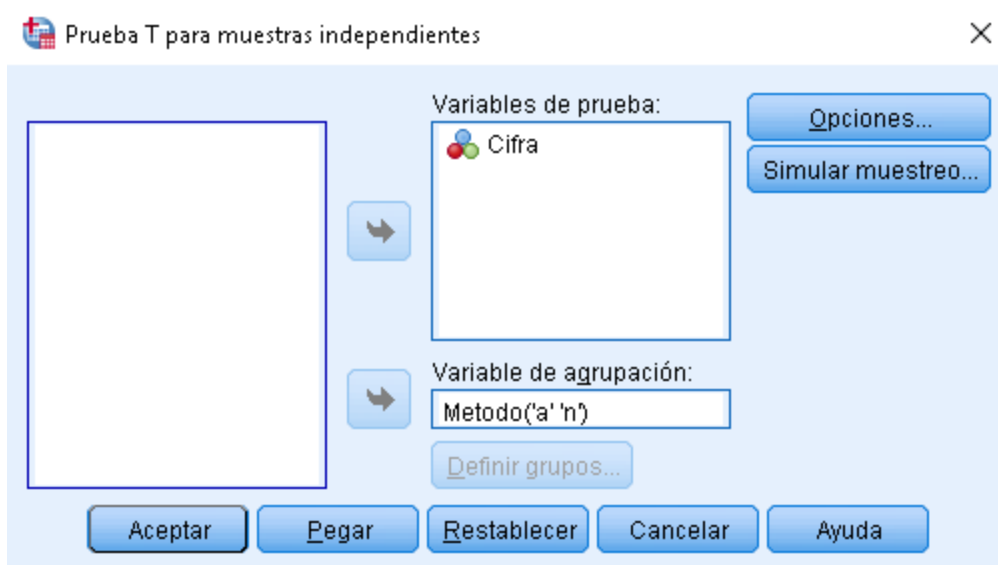 Prueba T para muestras independientes
Variables de prueba:
Cifra
Opciones...
Simular muestreo...
Variable de agrupación:
Metodo('a' 'n')
Definir grupos...
Aceptar
Pegar
Restablecer
Cancelar
Ayuda